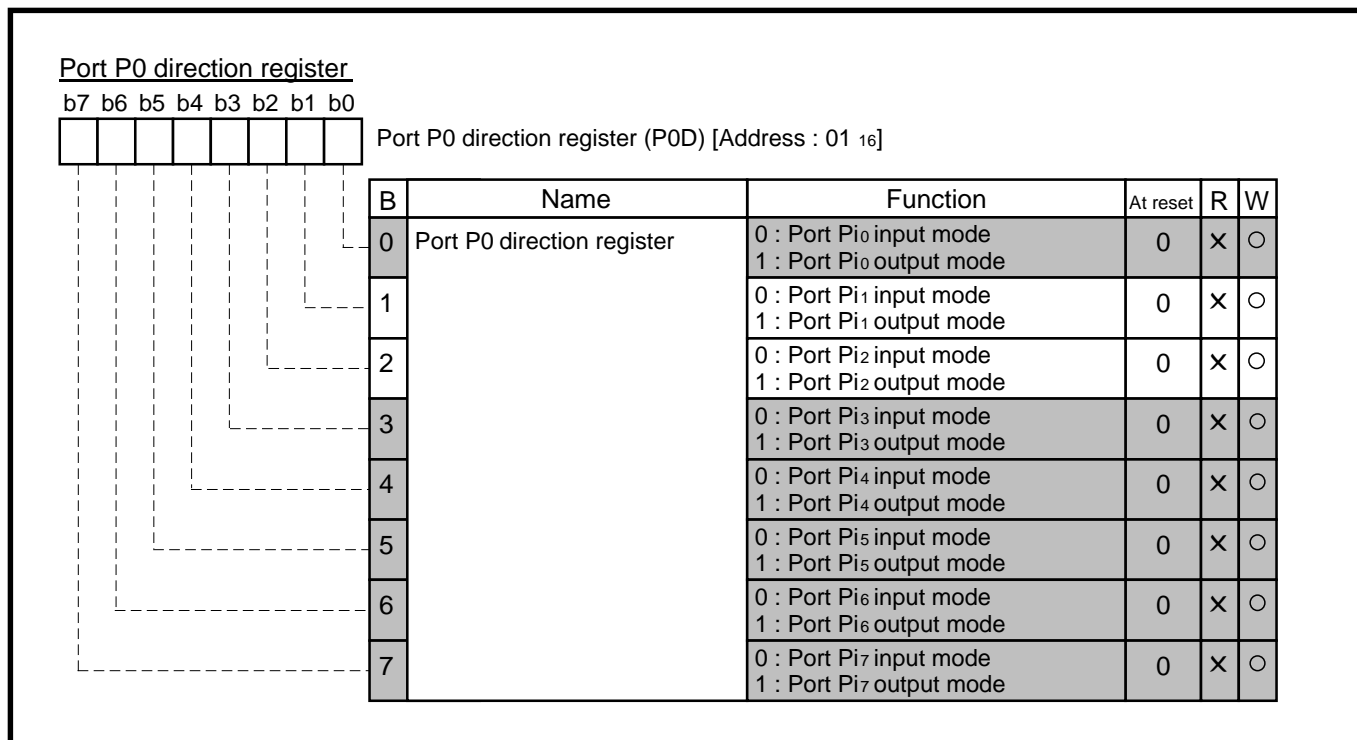 Port P0 direction register
b7 b6 b5 b4 b3 b2 b1 b0
Port P0 direction register (P0D) [Address : 01 16]
B Name Function At reset R W
0 Port P0 direction register 0 : Port Pi0 input mode 0 × ○
1 : Port Pi0 output mode
1 0 : Port Pi1 input mode 0 × ○
1 : Port Pi1 output mode
2 0 : Port Pi2 input mode 0 × ○
1 : Port Pi2 output mode
3 0 : Port Pi3 input mode 0 × ○
1 : Port Pi3 output mode
4 0 : Port Pi4 input mode 0 × ○
1 : Port Pi4 output mode
5 0 : Port Pi5 input mode 0 × ○
1 : Port Pi5 output mode
6 0 : Port Pi6 input mode 0 × ○
1 : Port Pi6 output mode
7 0 : Port Pi7 input mode 0 × ○
1 : Port Pi7 output mode